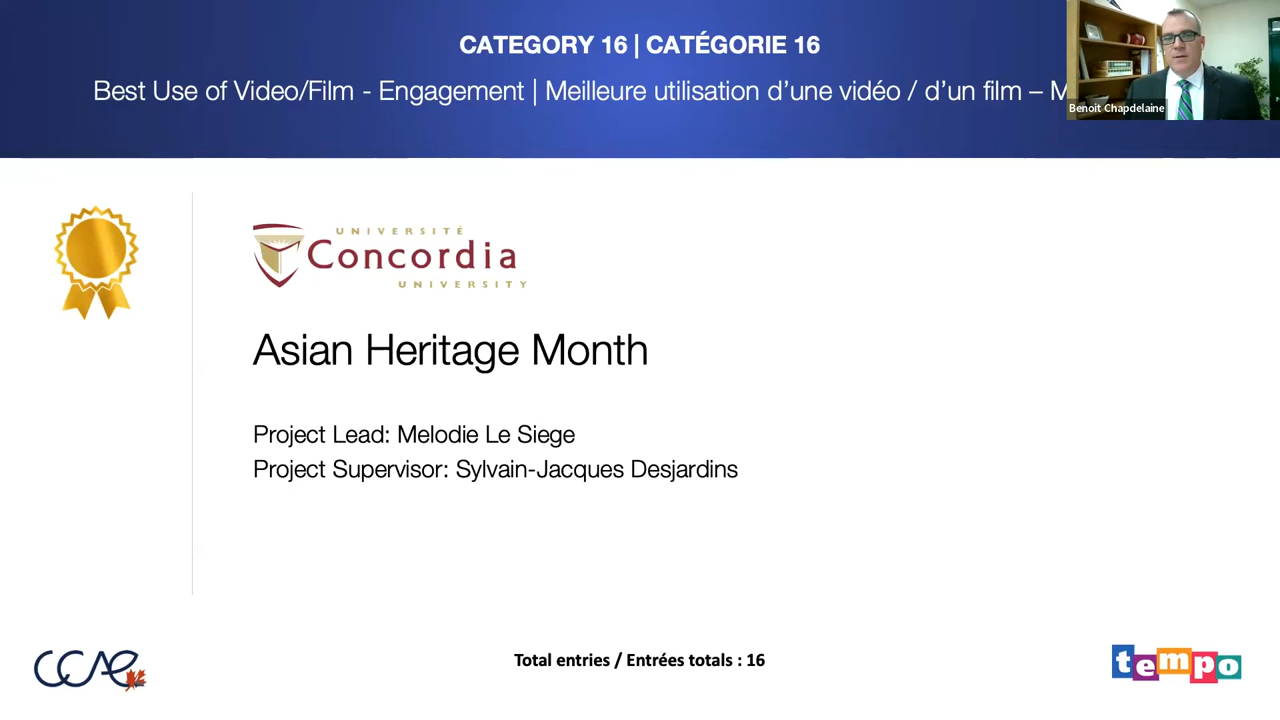 CATEGORY 16 | CATÉGORIE 16
Best Use of Video/Film - Engagement | Meilleure utilisation d'une vidéo / d'un film – M
Benoit Chapdelaine
UNIVERSITÉ
Concordia
UNIVERSITY
Asian Heritage Month
Project Lead: Melodie Le Siege
Project Supervisor: Sylvain-Jacques Desjardins
CCAE
Total entries / Entrées totals : 16
tempo